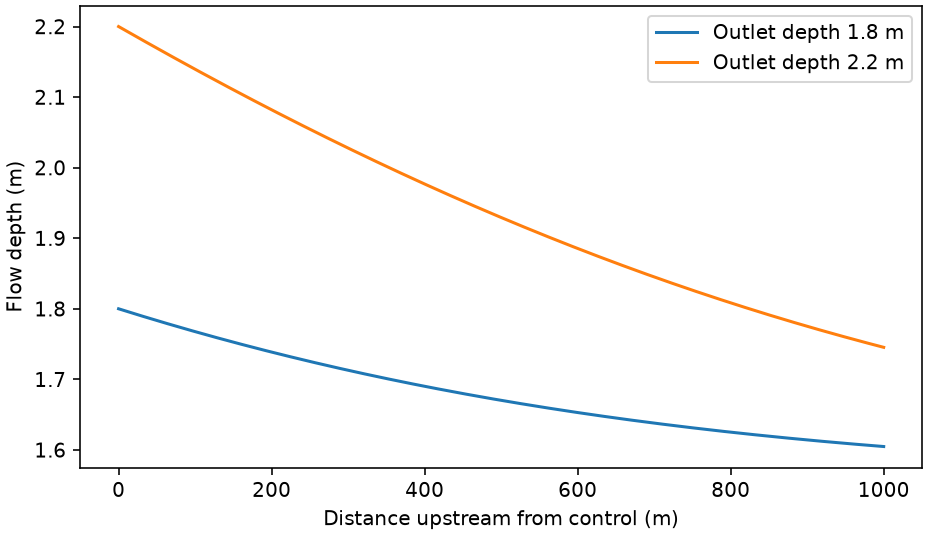 Outlet depth 1.8 m
Outlet depth 2.2 m
Flow depth (m)
2.2
2.1
2.0
1.9
1.8
1.7
1.6
0 200 400 600 800 1000
Distance upstream from control (m)